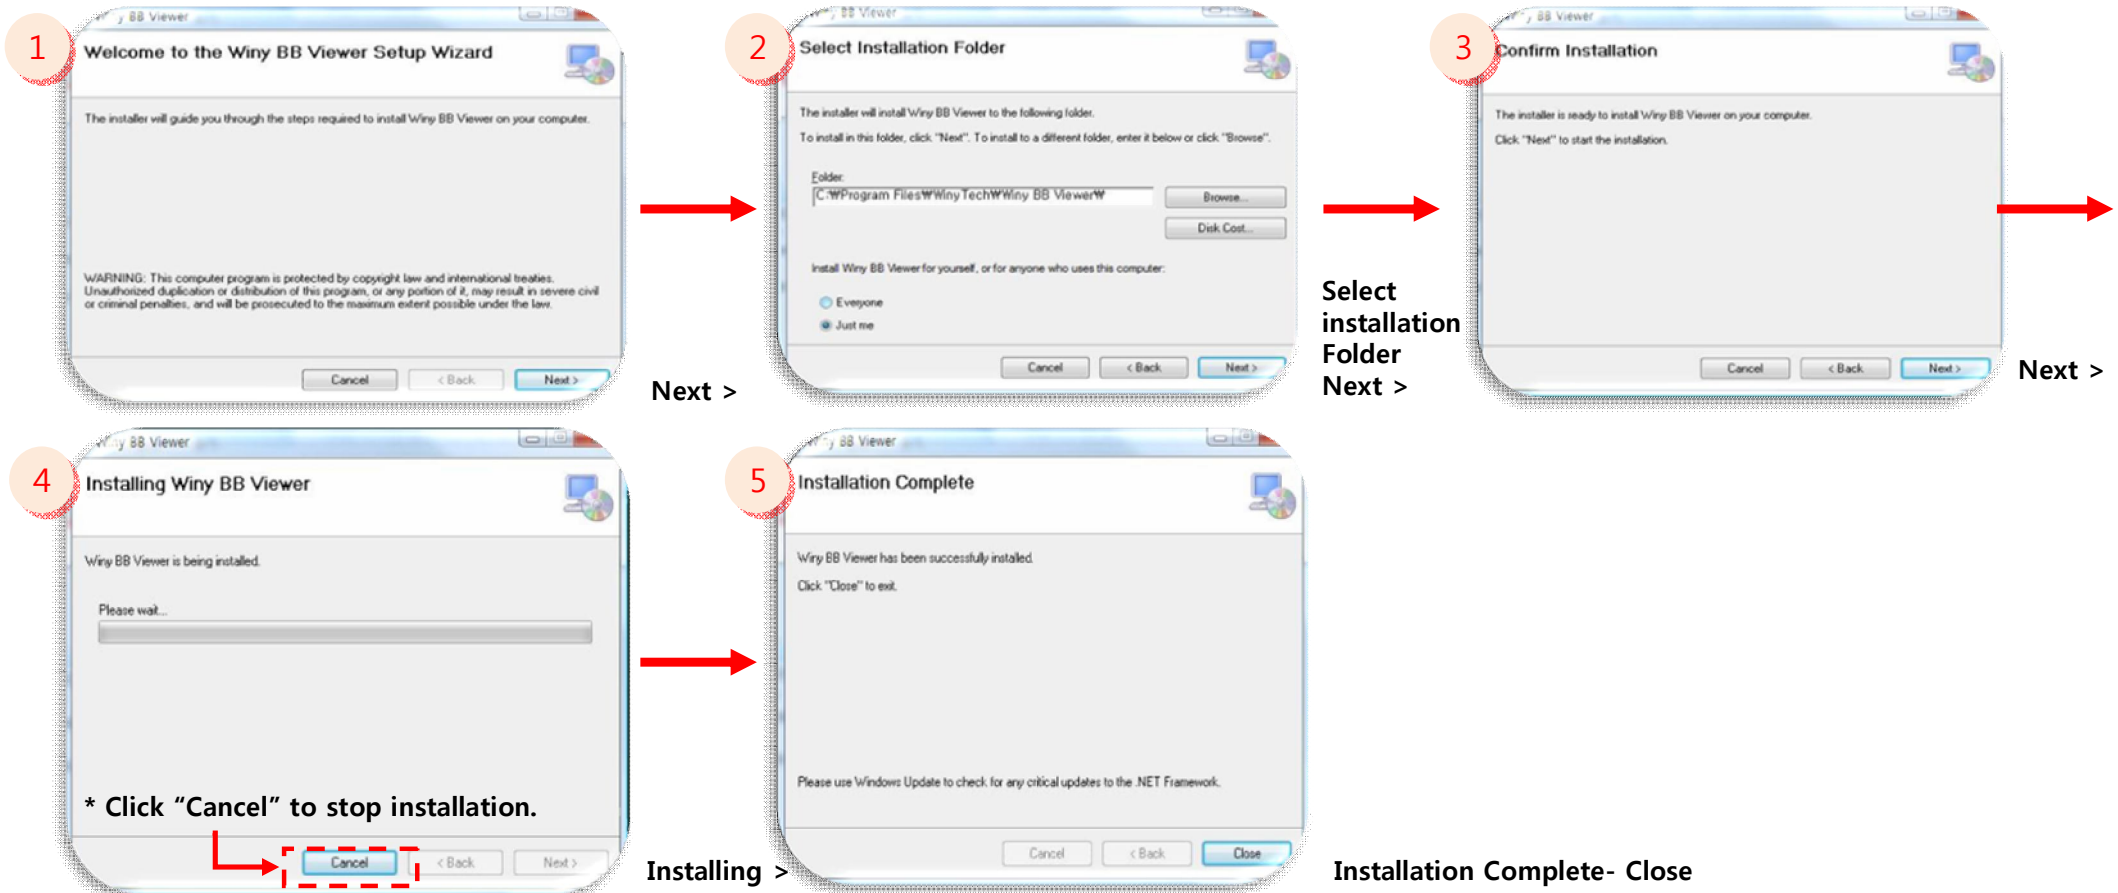 1
BB Viewer
Welcome to the Winy BB Viewer Setup Wizard
The installer will guide you through the steps required to install Winy BB Viewer on your computer.
WARNING: This computer program is protected by copyright law and international treaties.
Unauthorized duplication or distribution of this program, or any portion of it, may result in severe civil
or criminal penalties, and will be prosecuted to the maximum extent possible under the law.
Cancel
< Back
Next >
Next >
2
BB Viewer
Select Installation Folder
The installer will install Winy BB Viewer to the following folder.
To install in this folder, click "Next". To install to a different folder, enter it below or click "Browse".
Folder:
C:₩Program Files₩WinyTech₩Winy BB Viewer₩
Browse...
Disk Cost...
Install Winy BB Viewer for yourself, or for anyone who uses this computer:
Everyone
Just me
Cancel
< Back
Next >
Select
installation
Folder
Next >
3
BB Viewer
Confirm Installation
The installer is ready to install Winy BB Viewer on your computer.
Click "Next" to start the installation.
Cancel
< Back
Next >
Next >
4
BB Viewer
Installing Winy BB Viewer
Winy BB Viewer is being installed.
Please wait...
* Click “Cancel” to stop installation.
Cancel
< Back
Next >
Installing >
5
BB Viewer
Installation Complete
Winy BB Viewer has been successfully installed.
Click "Close" to exit.
Please use Windows Update to check for any critical updates to the .NET Framework.
Cancel
< Back
Close
Installation Complete- Close